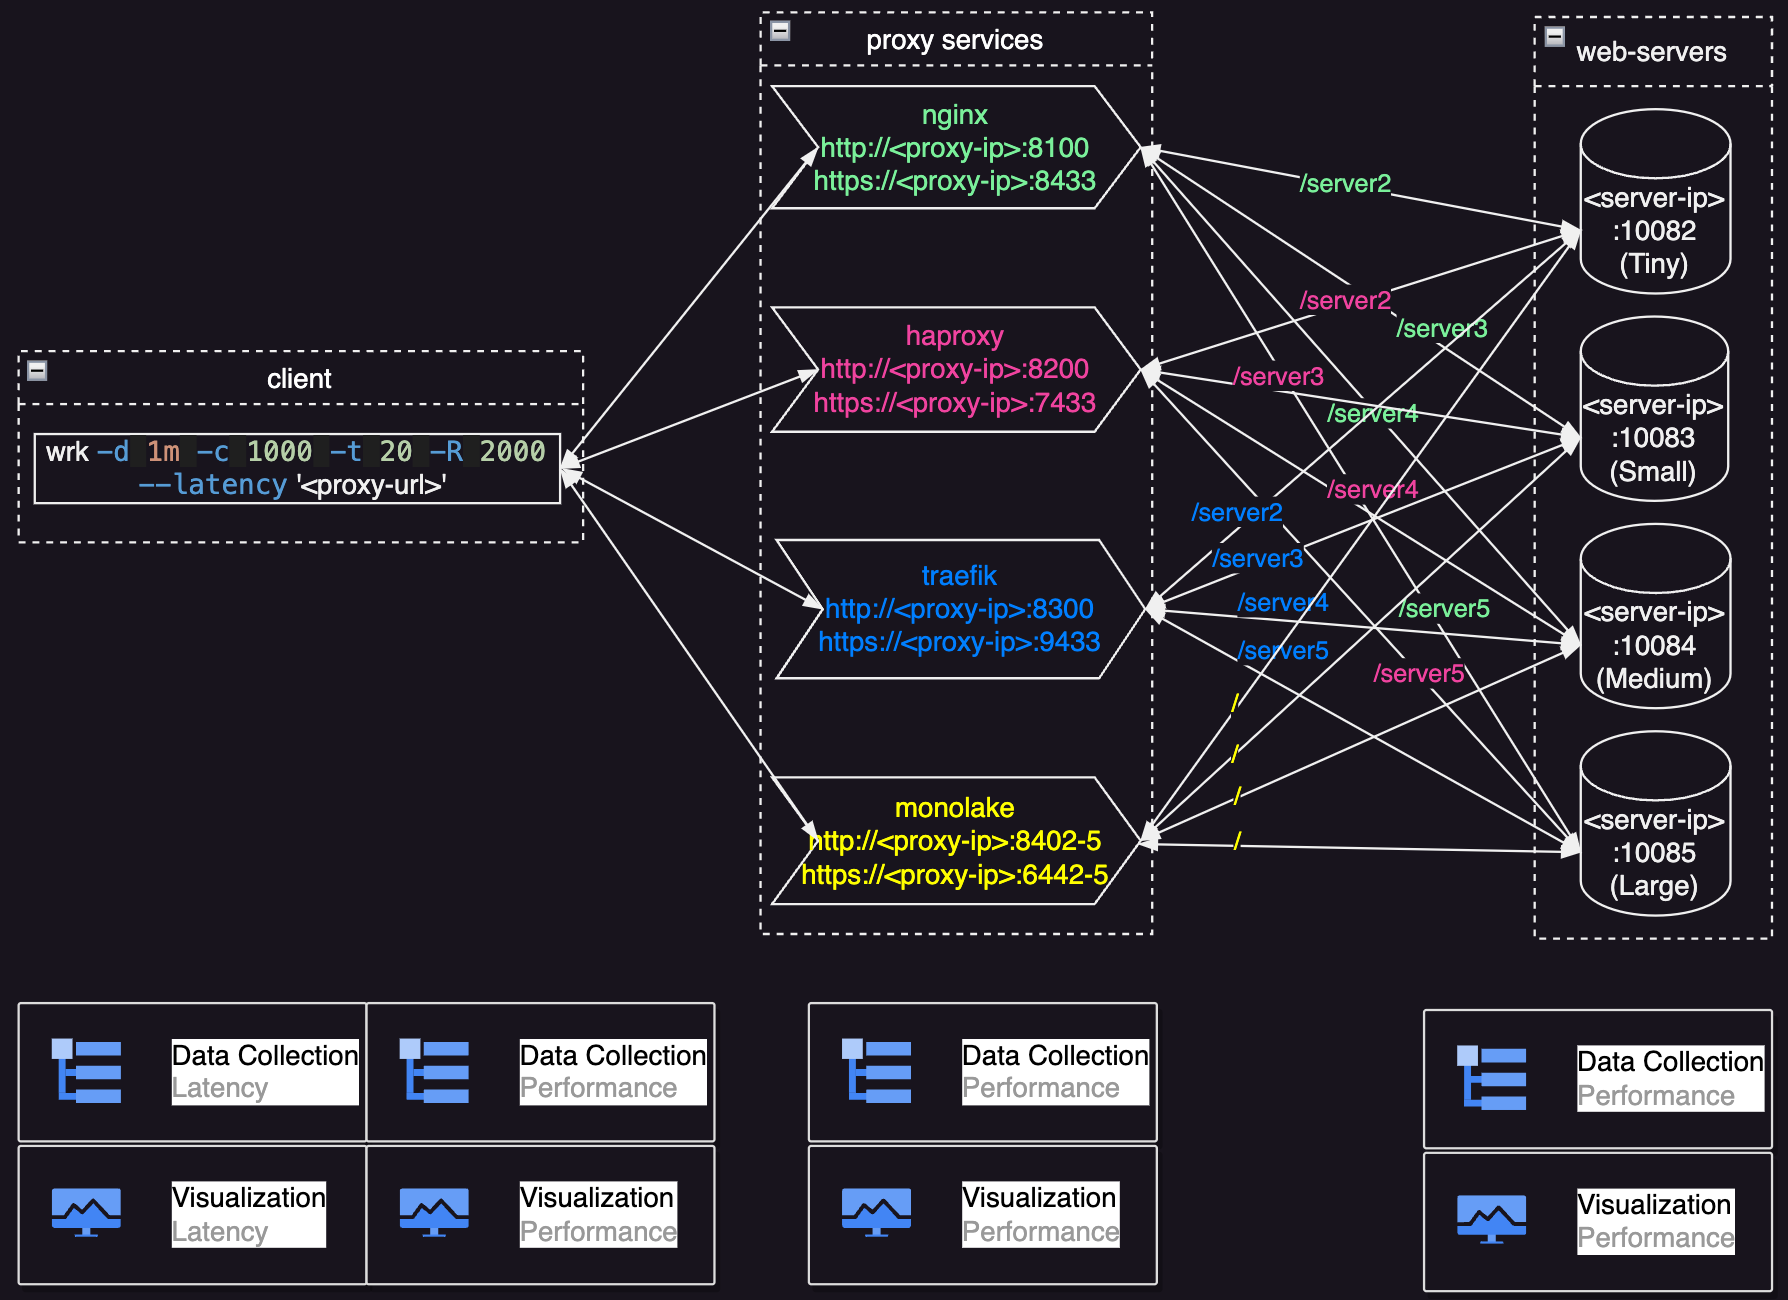 client
wrk -d 1m -c 1000 -t 20 -R 2000
--latency '<proxy-url>'
proxy services
nginx
http://<proxy-ip>:8100
https://<proxy-ip>:8433
haproxy
http://<proxy-ip>:8200
https://<proxy-ip>:7433
traefik
http://<proxy-ip>:8300
https://<proxy-ip>:9433
monolake
http://<proxy-ip>:8402-5
https://<proxy-ip>:6442-5
/server2
/server2
/server3
/server3
/server4
/server4
/server2
/server3
/server4
/server5
/server5
/server5
/
/
/
/
web-servers
<server-ip>
:10082
(Tiny)
<server-ip>
:10083
(Small)
<server-ip>
:10084
(Medium)
<server-ip>
:10085
(Large)
Data Collection
Latency
Data Collection
Performance
Data Collection
Performance
Data Collection
Performance
Visualization
Latency
Visualization
Performance
Visualization
Performance
Visualization
Performance